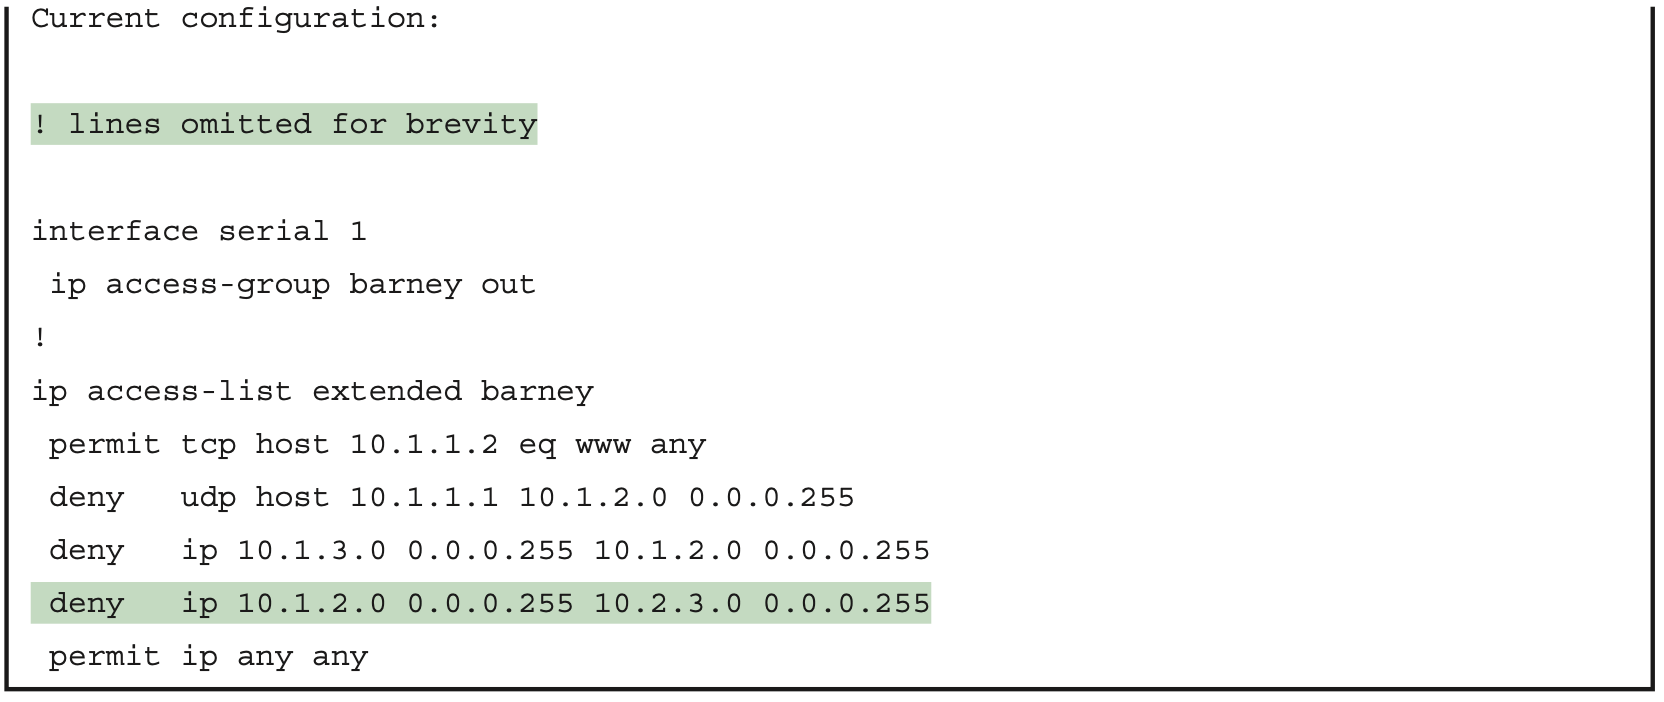 Current configuration:
! lines omitted for brevity
interface serial 1
 ip access-group barney out
!
ip access-list extended barney
 permit tcp host 10.1.1.2 eq www any
 deny   udp host 10.1.1.1 10.1.2.0 0.0.0.255
 deny   ip 10.1.3.0 0.0.0.255 10.1.2.0 0.0.0.255
 deny   ip 10.1.2.0 0.0.0.255 10.2.3.0 0.0.0.255
 permit ip any any